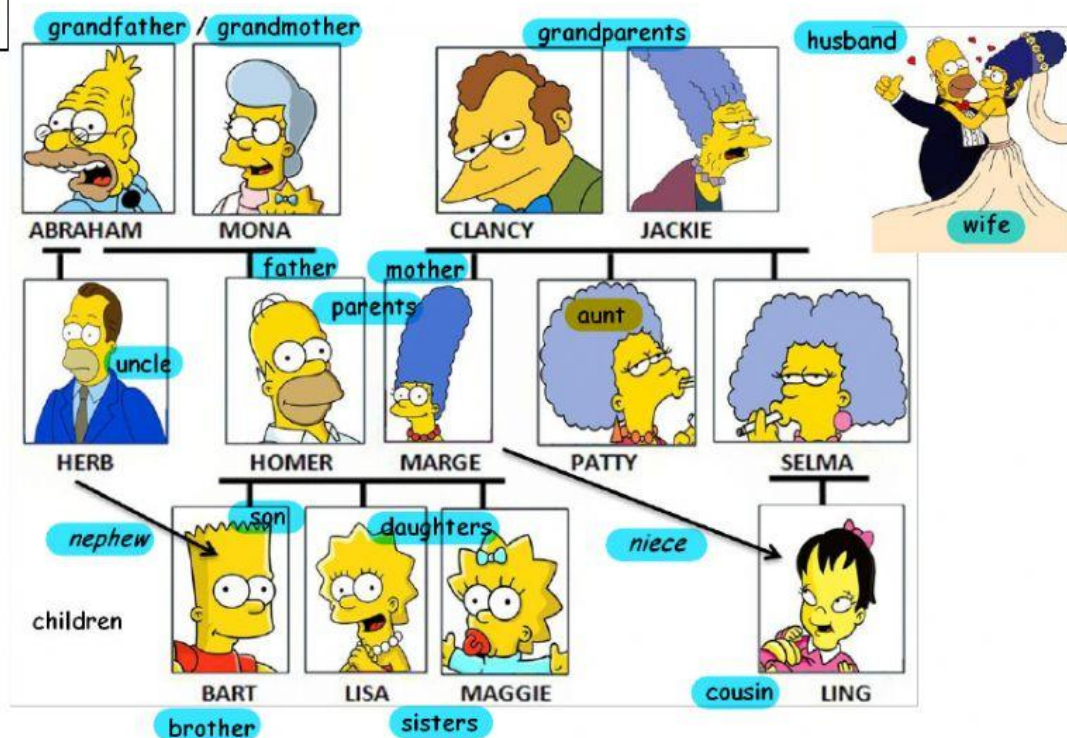 grandfather / grandmother
grandparents
husband
ABRAHAM MONA CLANCY JACKIE
wife
father mother
parents
aunt
uncle
HERB HOMER MARGE PATTY SELMA
son
daughters
nephew
niece
children
BART LISA MAGGIE
cousin LING
brother sisters